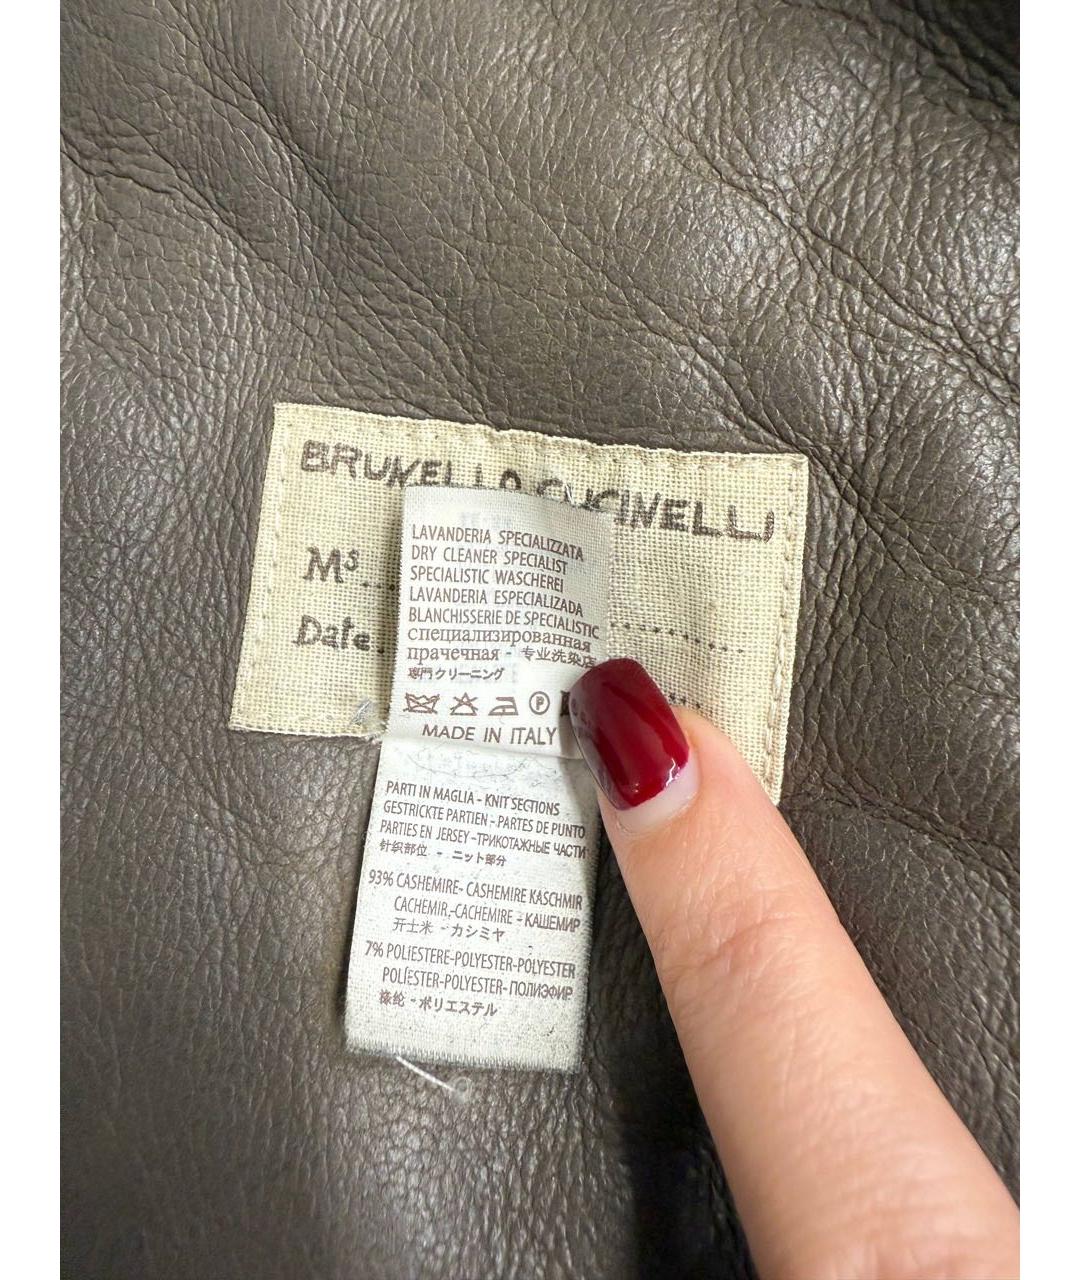 BRUNELLO CUCINELLI
Ms
Date
LAVANDERIA SPECIALIZZATA
DRY CLEANER SPECIALIST
SPECIALISTIC WASCHEREI
LAVANDERIA ESPECIALIZADA
BLANCHISSERIE DE SPECIALISTIC
специализированная
прачечная - 专业洗染店
専門クリーニング
P
MADE IN ITALY
PARTI IN MAGLIA - KNIT SECTIONS
GESTRICKTE PARTIEN - PARTES DE PUNTO
PARTIES EN JERSEY -ТРИКОТАЖНЫЕ ЧАСТИ
针织部位 - ニット部分
93% CASHEMIRE- CASHEMIRE KASCHMIR
CACHEMIR,-CACHEMIRE - КАШЕМИР
开士米 - カシミヤ
7% POLIESTERE-POLYESTER-POLYESTER
POLIÉSTER-POLYESTER- ПОЛИЭФИР
涤纶 - ポリエステル